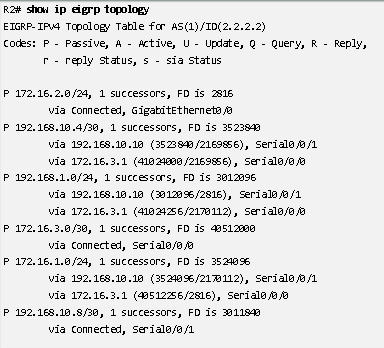 R2# show ip eigrp topology
EIGRP-IPv4 Topology Table for AS(1)/ID(2.2.2.2)
Codes: P - Passive, A - Active, U - Update, Q - Query, R - Reply,
r - reply Status, s - sia Status
P 172.16.2.0/24, 1 successors, FD is 2816
via Connected, GigabitEthernet0/0
P 192.168.10.4/30, 1 successors, FD is 3523840
via 192.168.10.10 (3523840/2169856), Serial0/0/1
via 172.16.3.1 (41024000/2169856), Serial0/0/0
P 192.168.1.0/24, 1 successors, FD is 3012096
via 192.168.10.10 (3012096/2816), Serial0/0/1
via 172.16.3.1 (41024256/2170112), Serial0/0/0
P 172.16.3.0/30, 1 successors, FD is 40512000
via Connected, Serial0/0/0
P 172.16.1.0/24, 1 successors, FD is 3524096
via 192.168.10.10 (3524096/2170112), Serial0/0/1
via 172.16.3.1 (40512256/2816), Serial0/0/0
P 192.168.10.8/30, 1 successors, FD is 3011840
via Connected, Serial0/0/1